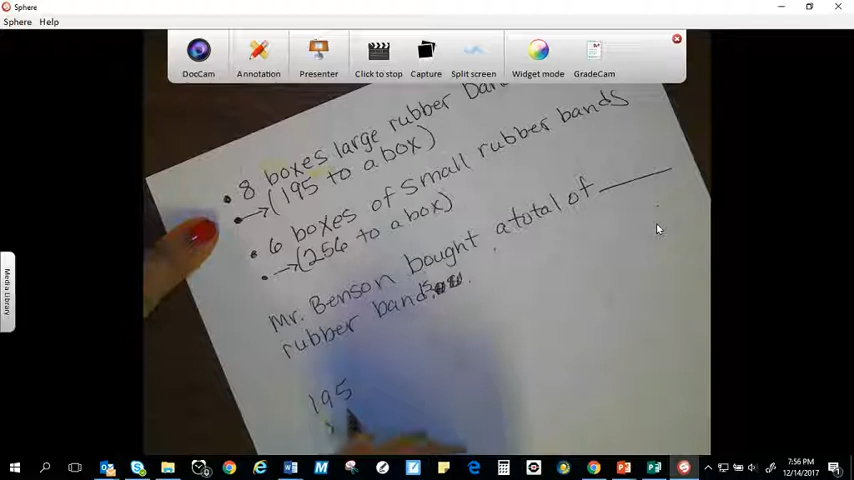 Sphere
Sphere Help
DocCam
Annotation
Presenter
Click to stop
Capture
Split screen
Widget mode
GradeCam
8 boxes large rubber ban
(195 to a box)
6 boxes of small rubber bands
(256 to a box)
Mr. Benson bought a total of
rubber bands.
195
Media Library
7:56 PM
12/14/2017